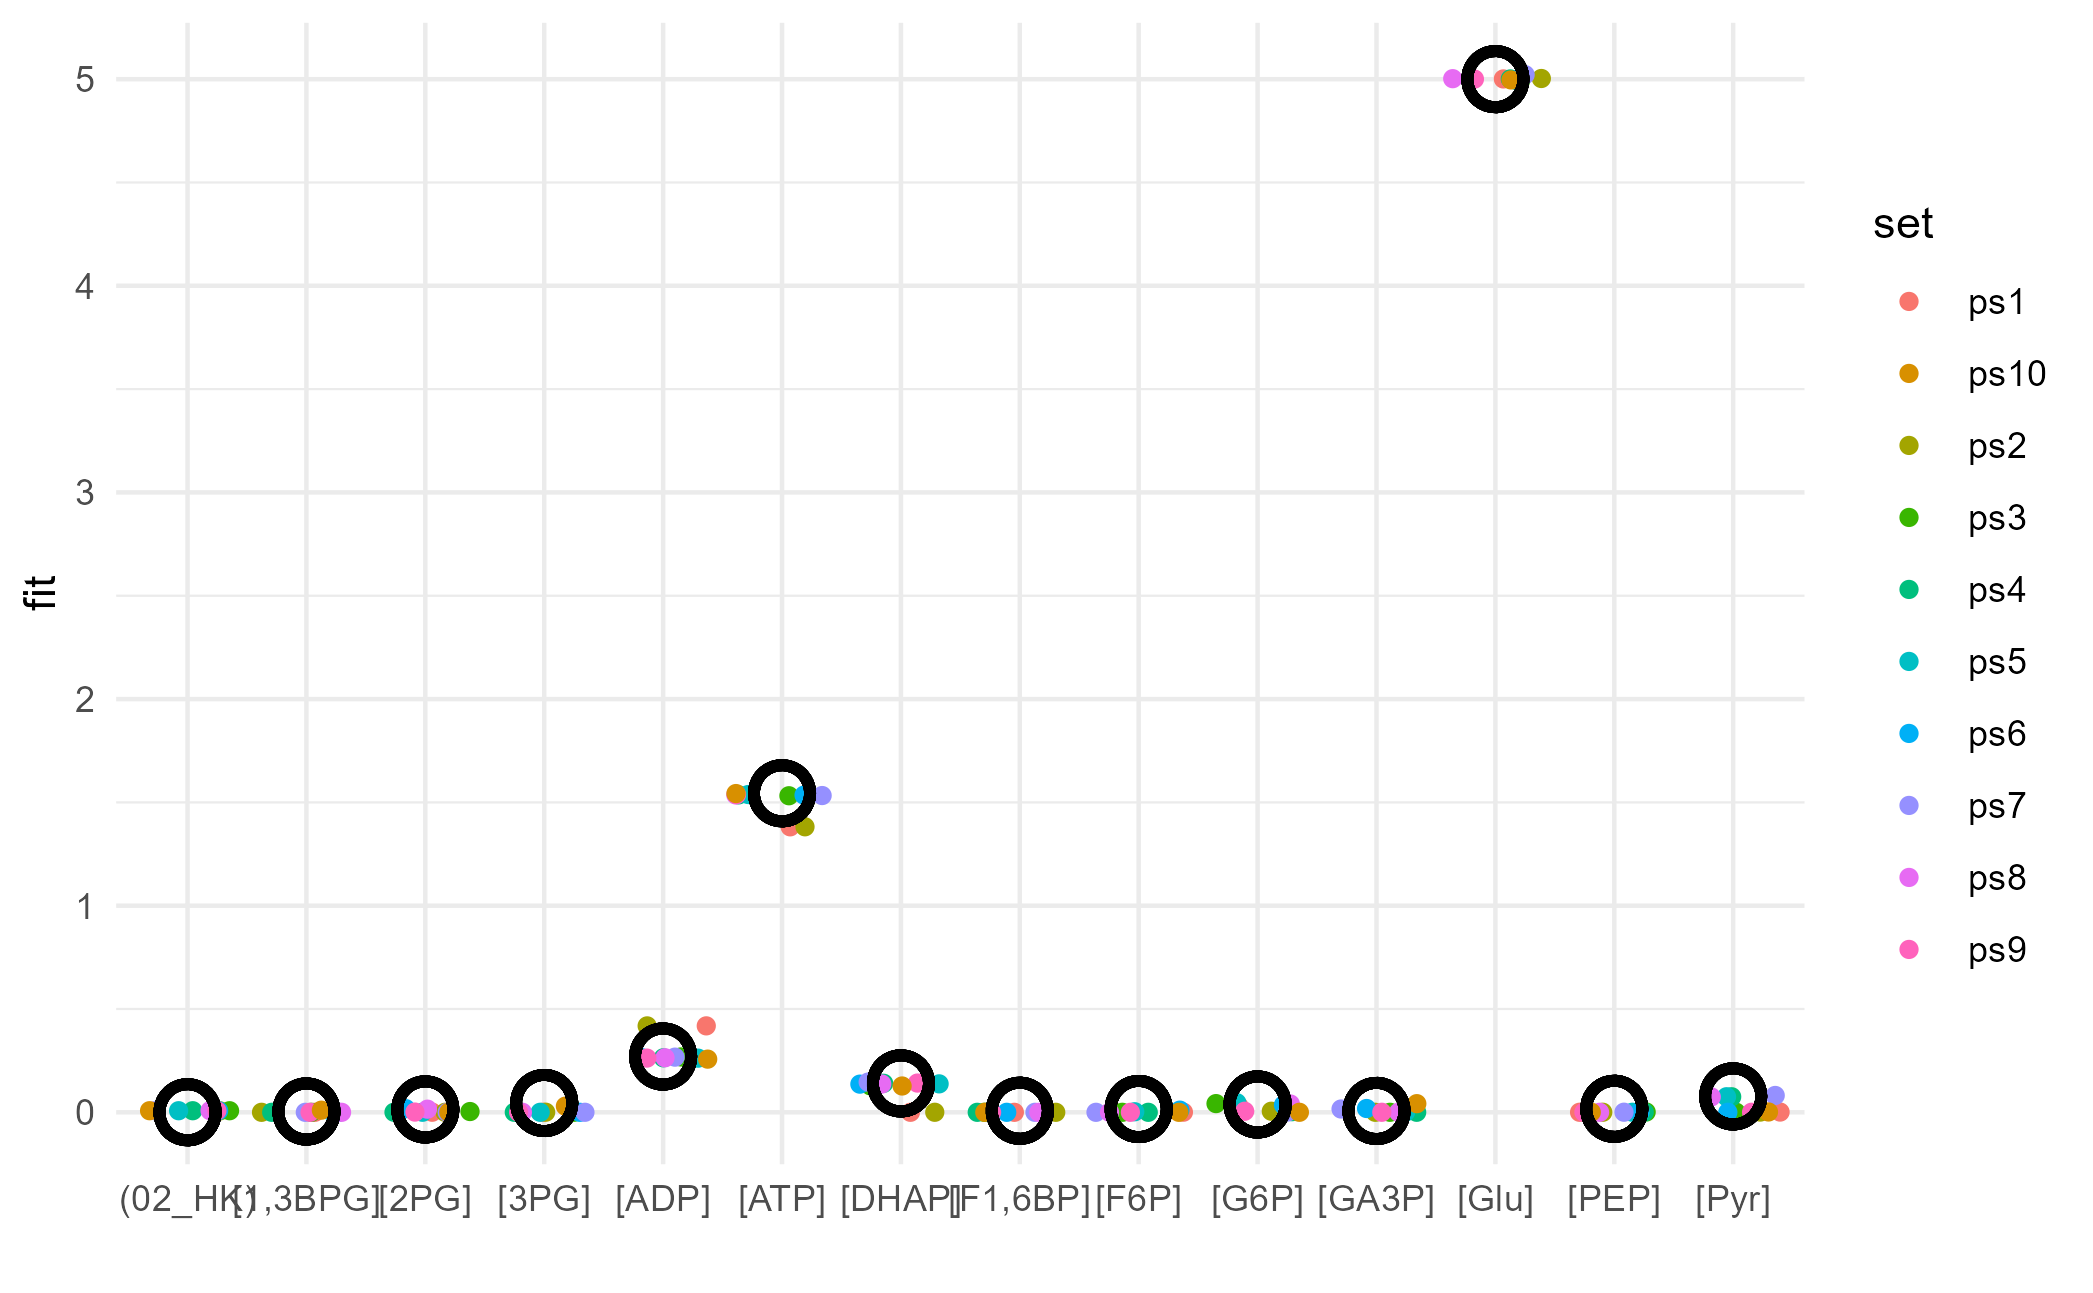 5
4
3
2
1
0
fit
(02_HK)
[1,3BPG]
[2PG]
[3PG]
[ADP]
[ATP]
[DHAP]
[F1,6BP]
[F6P]
[G6P]
[GA3P]
[Glu]
[PEP]
[Pyr]
set
ps1
ps10
ps2
ps3
ps4
ps5
ps6
ps7
ps8
ps9